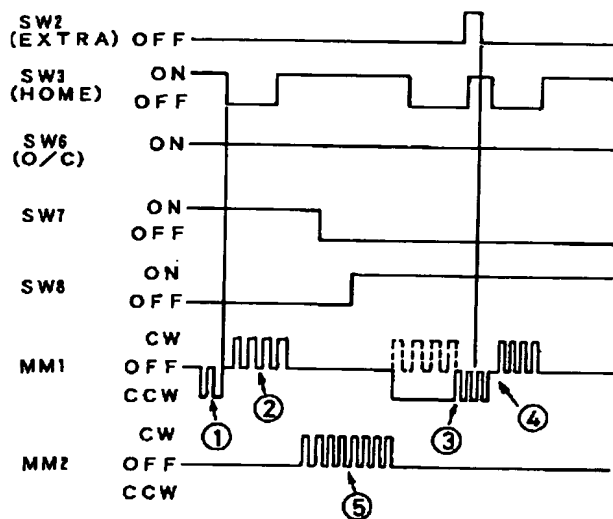 SW2
(EXTRA) OFF
SW3 ON
(HOME) OFF
SW6 ON
(O/C)
SW7 ON
OFF
SW8 ON
OFF
CW
MM1 OFF
CCW
① ② ③ ④
CW
MM2 OFF
CCW
⑤